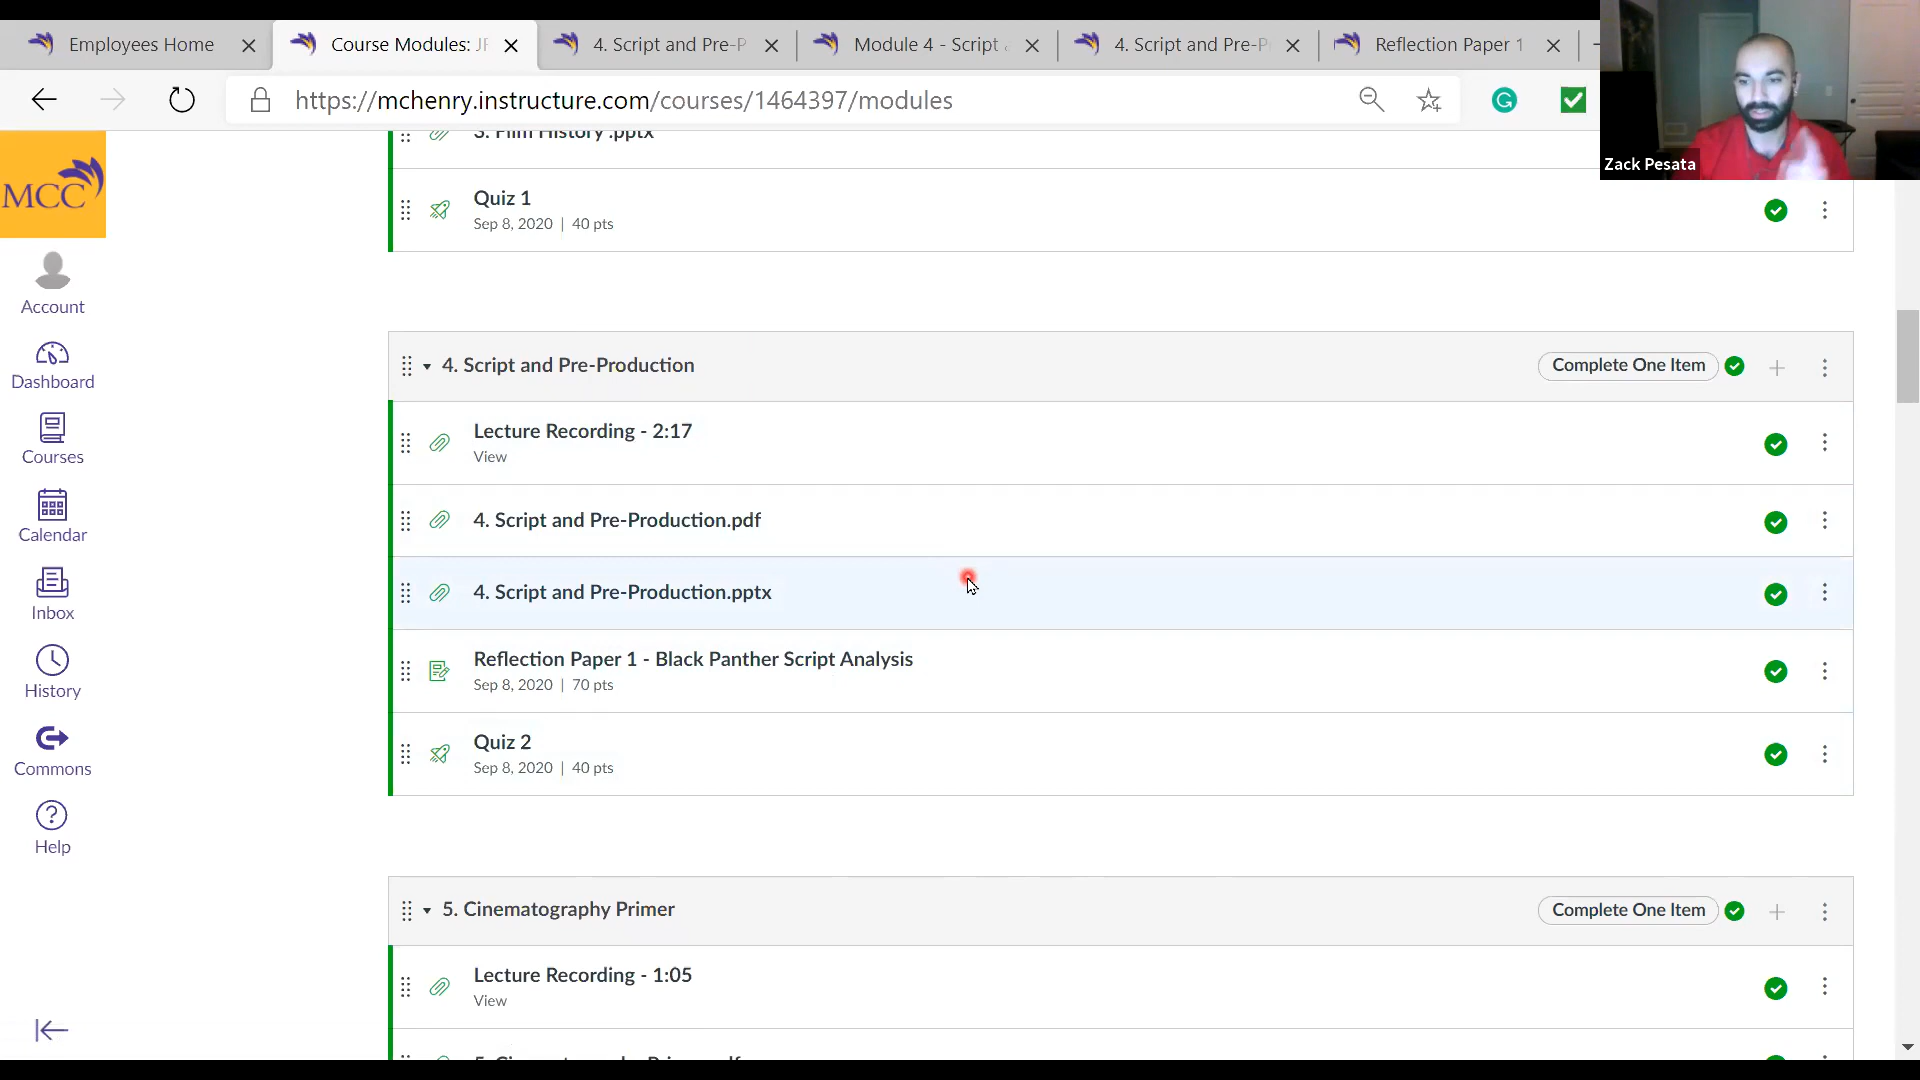 Employees Home
Course Modules: JF
4. Script and Pre-P
Module 4 - Script a
4. Script and Pre-P
Reflection Paper 1
https://mchenry.instructure.com/courses/1464397/modules
Zack Pesata
MCC
Account
Dashboard
Courses
Calendar
Inbox
History
Commons
Help
3. Film History .pptx
Quiz 1
Sep 8, 2020 | 40 pts
4. Script and Pre-Production
Complete One Item
Lecture Recording - 2:17
View
4. Script and Pre-Production.pdf
4. Script and Pre-Production.pptx
Reflection Paper 1 - Black Panther Script Analysis
Sep 8, 2020 | 70 pts
Quiz 2
Sep 8, 2020 | 40 pts
5. Cinematography Primer
Complete One Item
Lecture Recording - 1:05
View